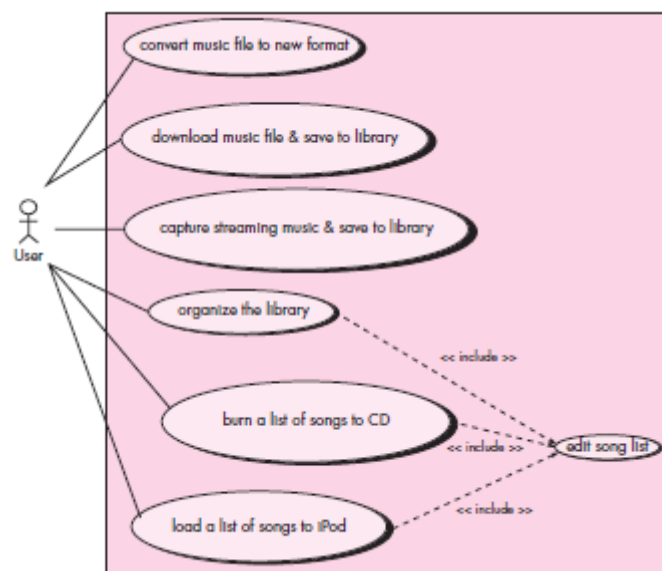 convert music file to new format
download music file & save to library
capture streaming music & save to library
User
organize the library
<< include >>
burn a list of songs to CD
<< include >>
edit song list
<< include >>
load a list of songs to iPod